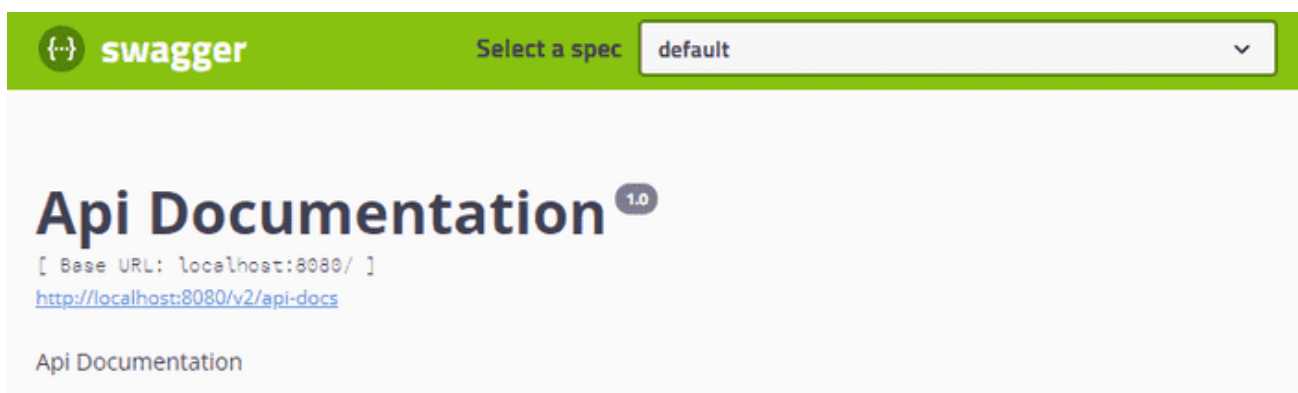 {···} swagger Select a spec default
Api Documentation 1.0
[ Base URL: localhost:8080/ ]
http://localhost:8080/v2/api-docs
Api Documentation